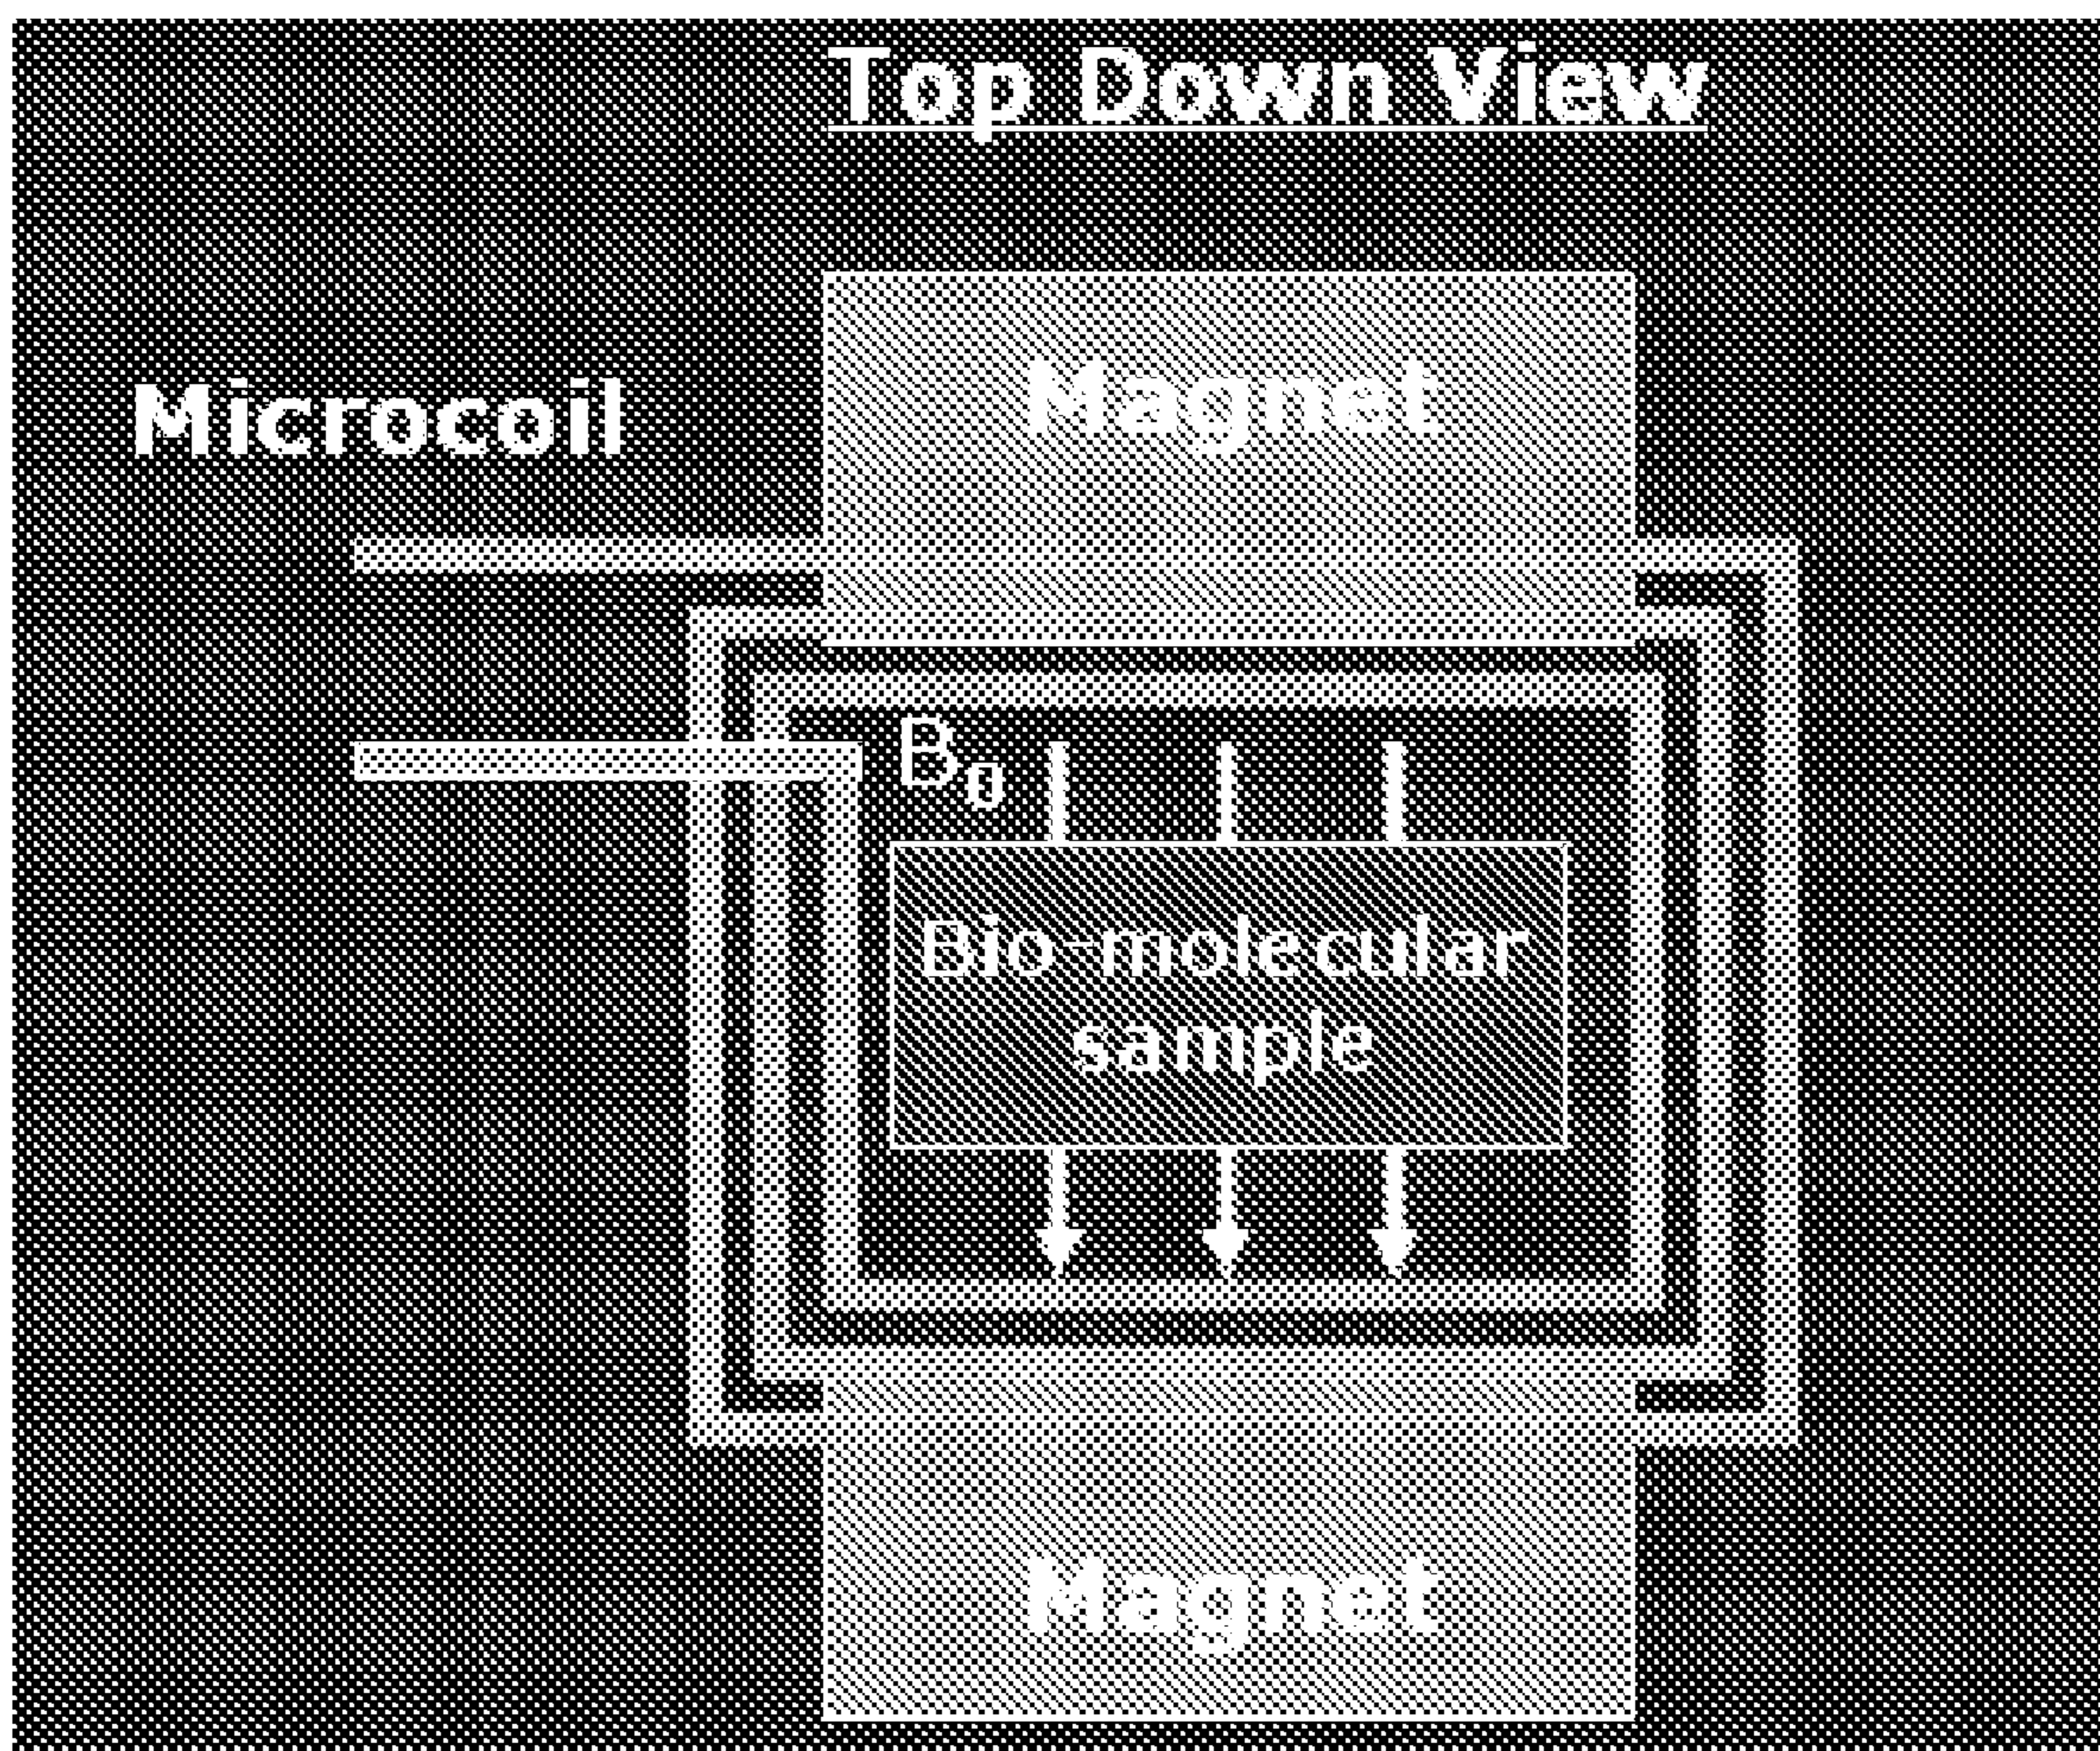 Top Down View
Magnet
Microcoil
B₀
Bio-molecular
sample
Magnet